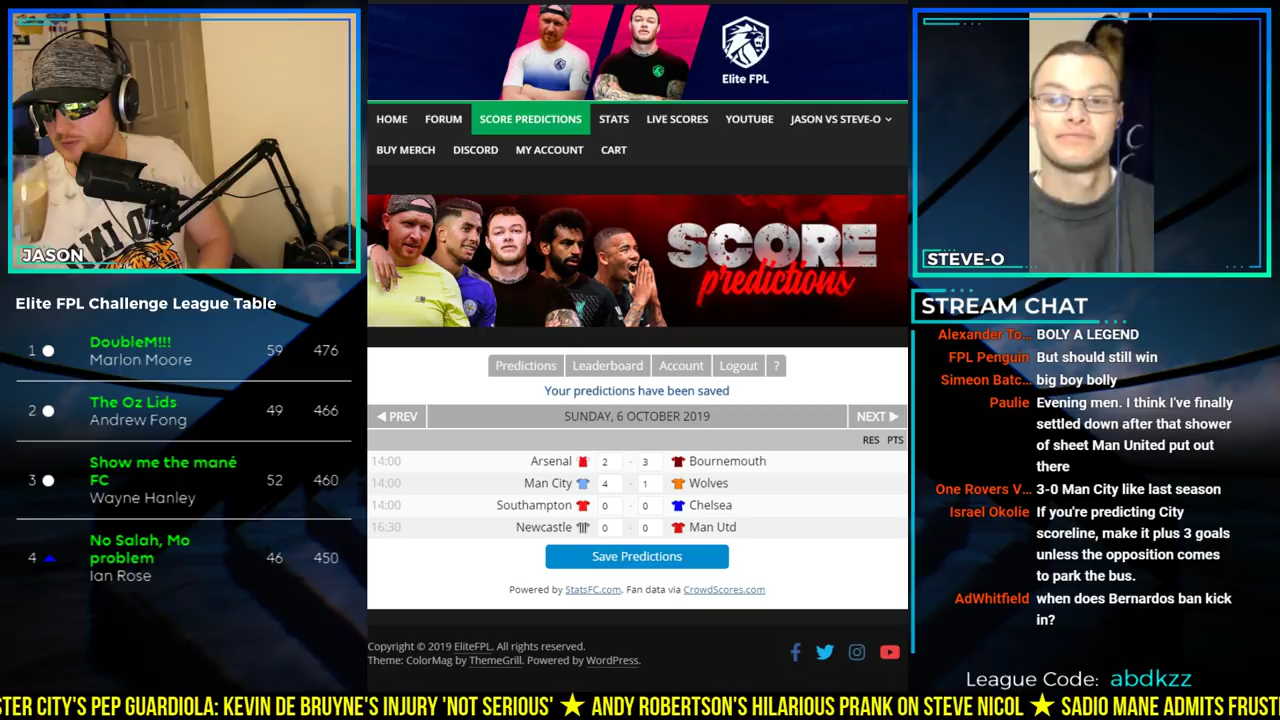 JASON
Elite FPL Challenge League Table
1 DoubleM!!! 59 476
Marlon Moore
2 The Oz Lids 49 466
Andrew Fong
3 Show me the mané FC 52 460
Wayne Hanley
4 No Salah, Mo problem 46 450
Ian Rose
Elite FPL
HOME FORUM SCORE PREDICTIONS STATS LIVE SCORES YOUTUBE JASON VS STEVE-O
BUY MERCH DISCORD MY ACCOUNT CART
SCORE
predictions
Predictions Leaderboard Account Logout ?
Your predictions have been saved
◀ PREV SUNDAY, 6 OCTOBER 2019 NEXT ▶
RES PTS
14:00 Arsenal 2 - 3 Bournemouth
14:00 Man City 4 - 1 Wolves
14:00 Southampton 0 - 0 Chelsea
16:30 Newcastle 0 - 0 Man Utd
Save Predictions
Powered by StatsFC.com. Fan data via CrowdScores.com
Copyright © 2019 EliteFPL. All rights reserved.
Theme: ColorMag by ThemeGrill. Powered by WordPress.
STEVE-O
STREAM CHAT
Alexander To... BOLY A LEGEND
FPL Penguin But should still win
Simeon Batc... big boy bolly
Paulie Evening men. I think I've finally
settled down after that shower
of sheet Man United put out
there
One Rovers V... 3-0 Man City like last season
Israel Okolie If you're predicting City
scoreline, make it plus 3 goals
unless the opposition comes
to park the bus.
AdWhitfield when does Bernardos ban kick
in?
League Code: abdkzz
STER CITY'S PEP GUARDIOLA: KEVIN DE BRUYNE'S INJURY 'NOT SERIOUS' ★ ANDY ROBERTSON'S HILARIOUS PRANK ON STEVE NICOL ★ SADIO MANE ADMITS FRUST